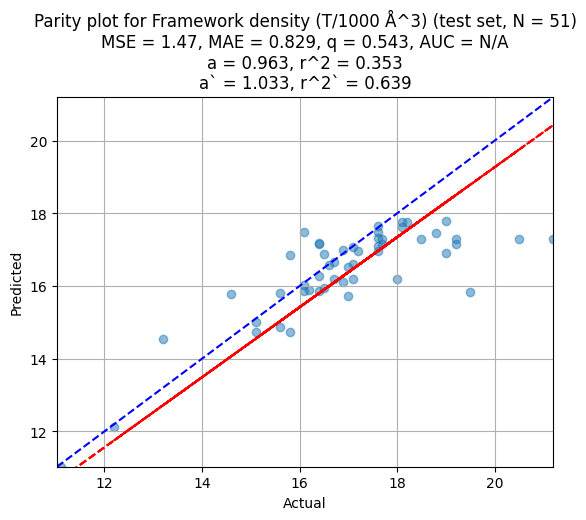 Parity plot for Framework density (T/1000 Å^3) (test set, N = 51)
MSE = 1.47, MAE = 0.829, q = 0.543, AUC = N/A
a = 0.963, r^2 = 0.353
a` = 1.033, r^2` = 0.639
20
18
16
14
12
Predicted
12 14 16 18 20
Actual